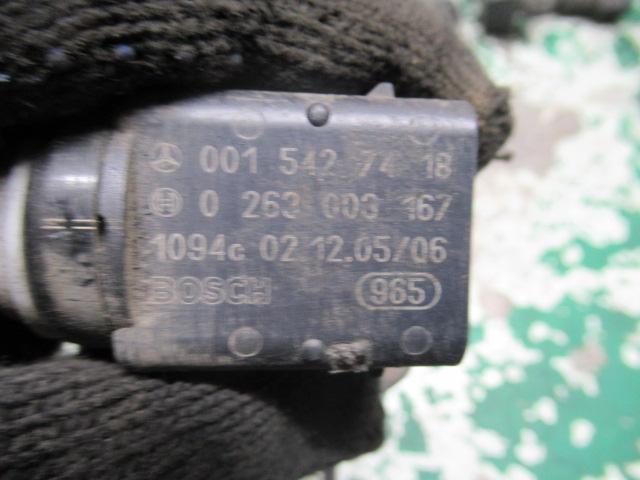 001 542 74 18
0 263 003 167
1094c 02 12.05/06
BOSCH 965